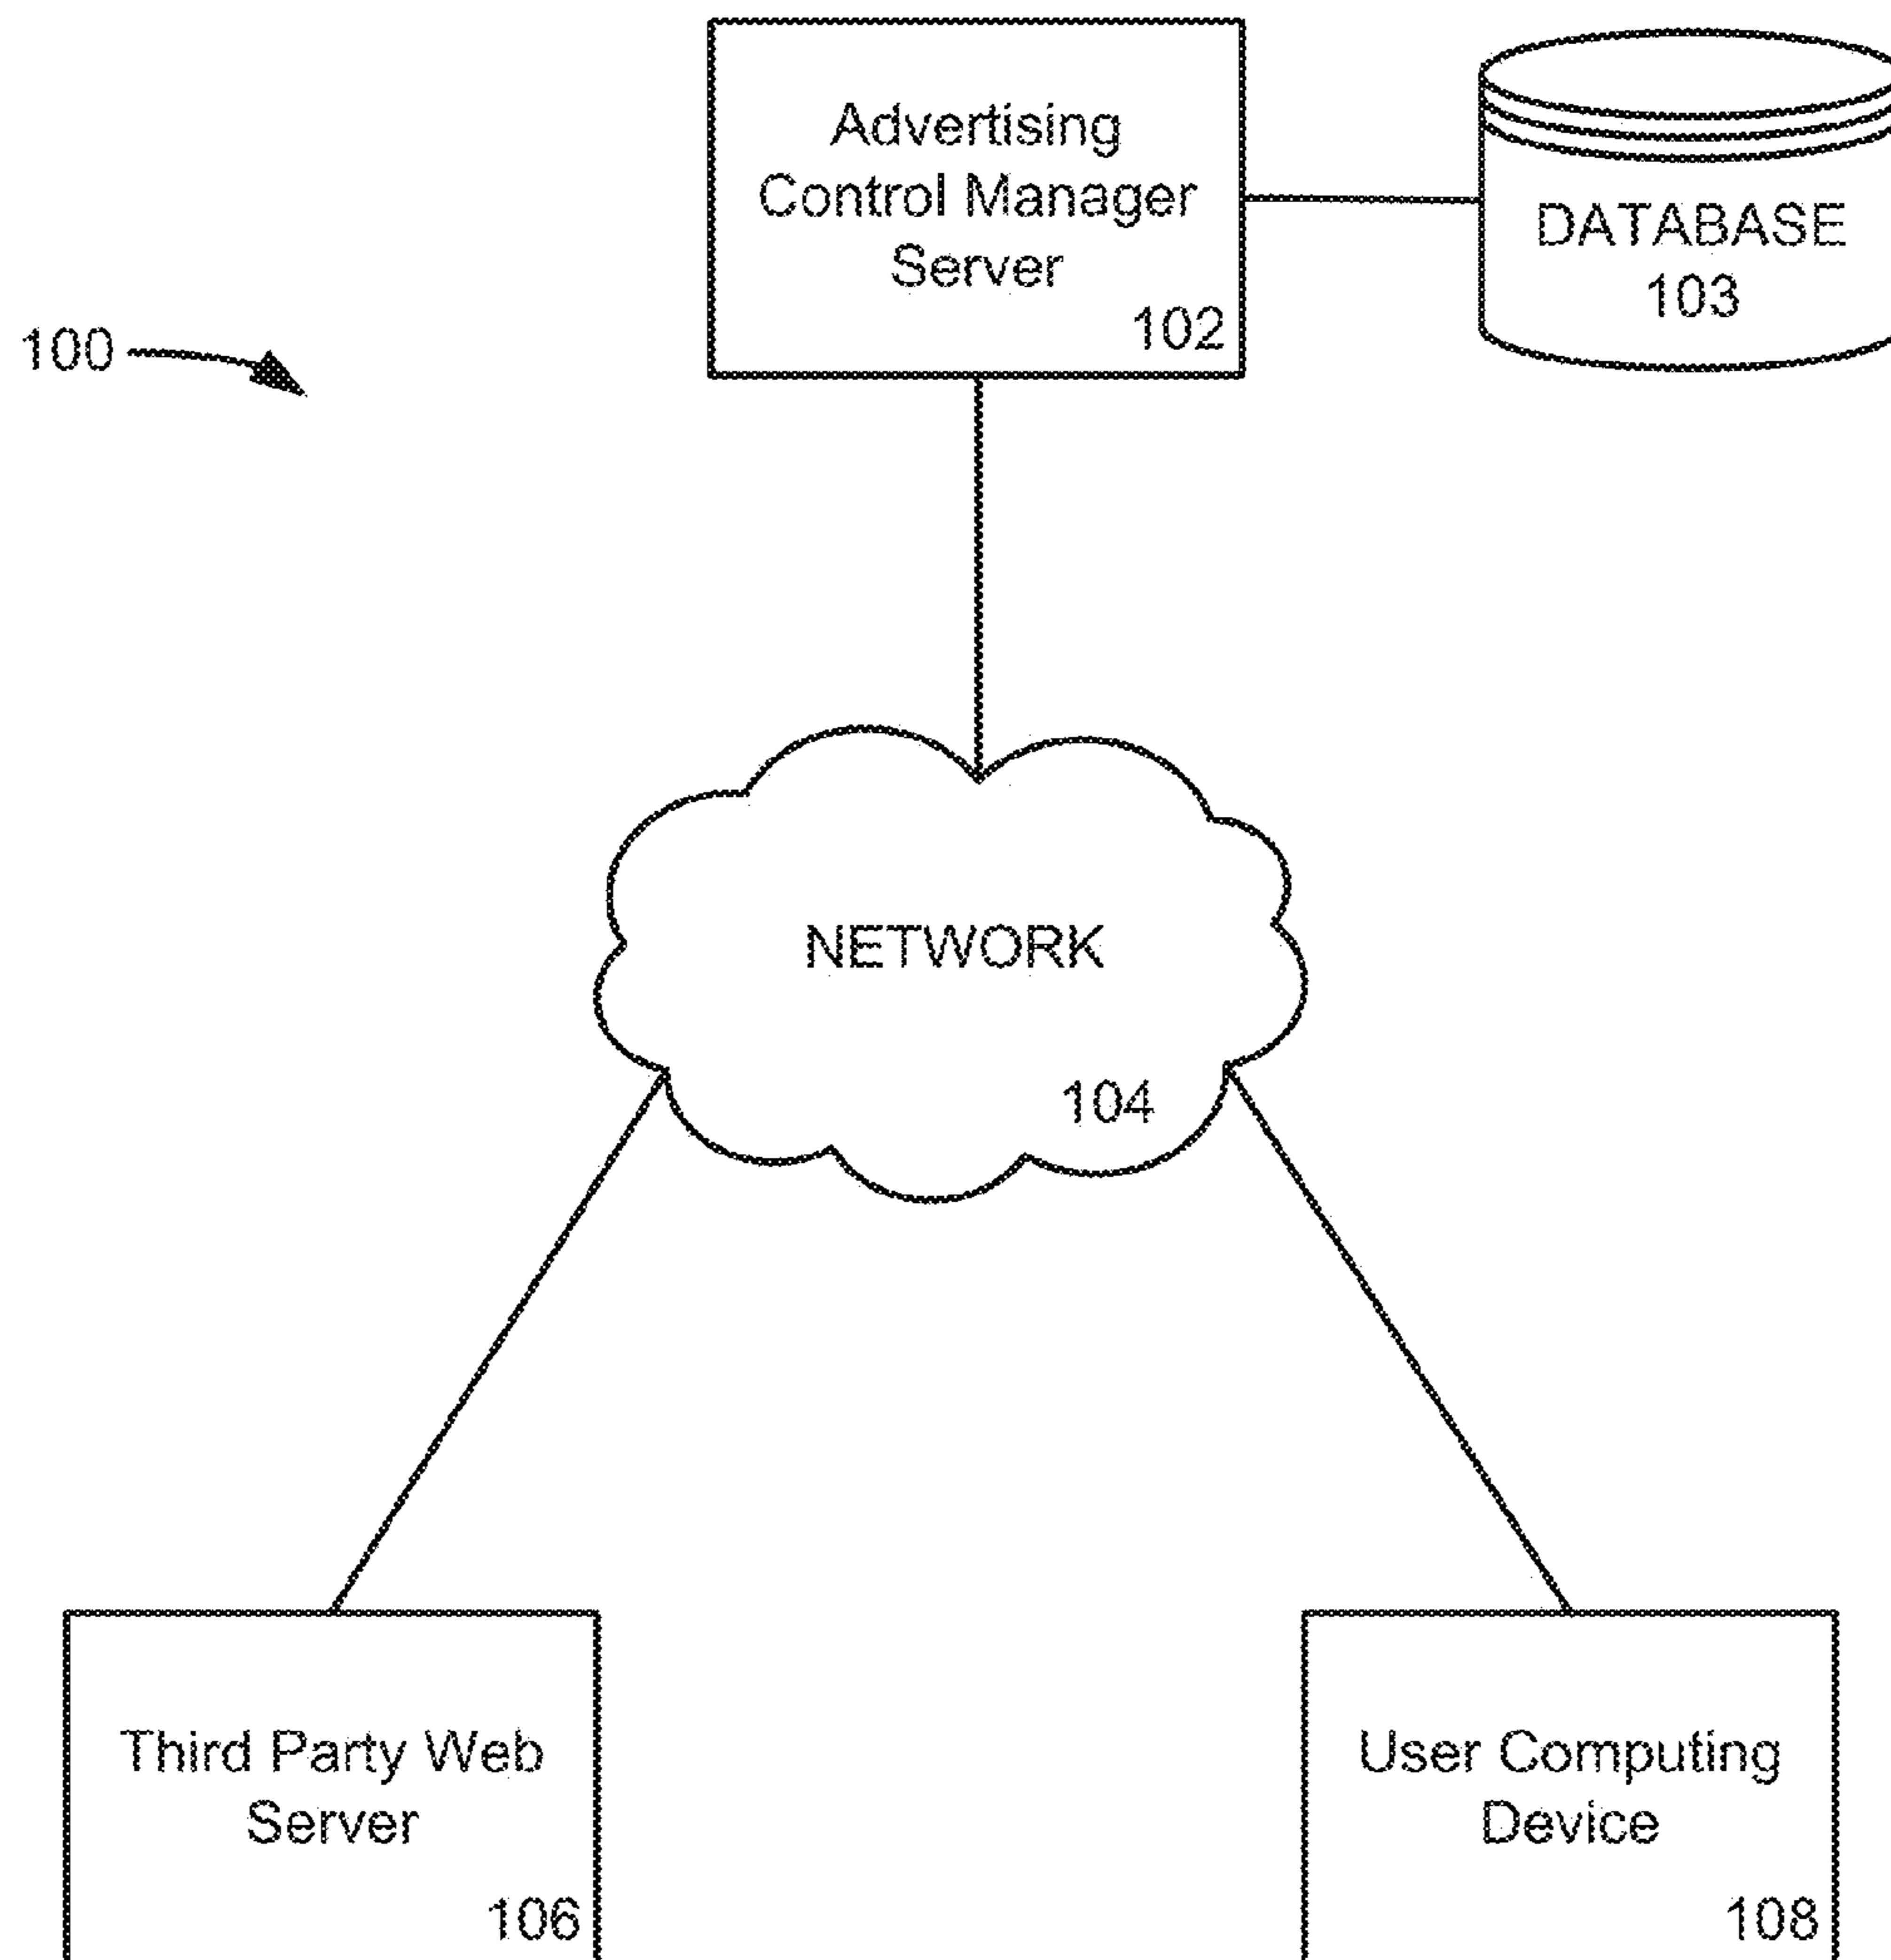 Advertising
Control Manager
Server
102
DATABASE
103
100
NETWORK
104
Third Party Web
Server
106
User Computing
Device
108